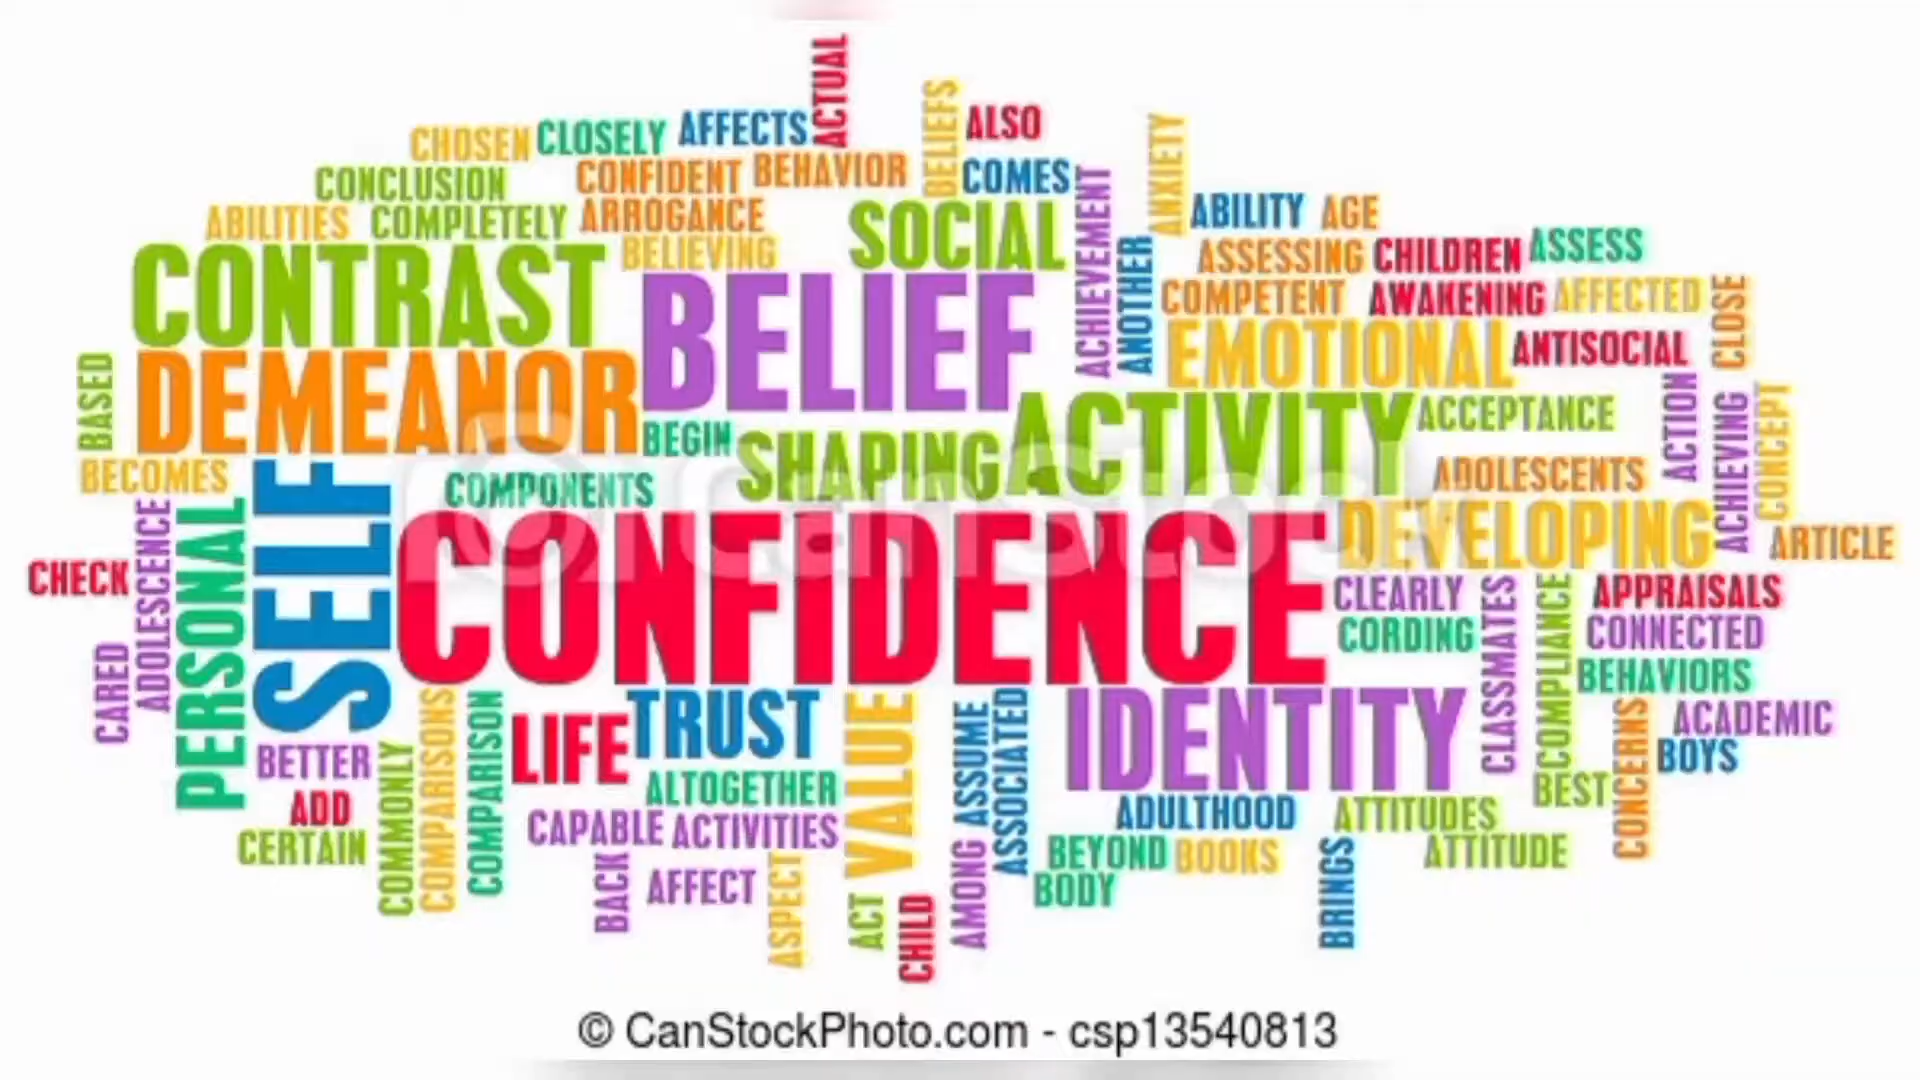 ACTUAL
BELIEFS
ALSO
ANXIETY
CHOSEN CLOSELY AFFECTS
CONCLUSION CONFIDENT BEHAVIOR COMES
ACHIEVEMENT
ABILITIES COMPLETELY ARROGANCE SOCIAL ABILITY AGE
BELIEVING ANOTHER ASSESSING CHILDREN ASSESS
CONTRAST BELIEF COMPETENT AWAKENING AFFECTED CLOSE
EMOTIONAL ANTISOCIAL
BASED DEMEANOR ACTION ACHIEVING CONCEPT
BEGIN SHAPING ACTIVITY ACCEPTANCE
BECOMES COMPONENTS ADOLESCENTS
CanStock
ADOLESCENCE PERSONAL SELF CONFIDENCE DEVELOPING ARTICLE
CHECK CLEARLY CLASSMATES COMPLIANCE APPRAISALS
CORDING CONNECTED
CARED BEHAVIORS
COMPARISONS COMPARISON LIFE TRUST VALUE ASSUME ASSOCIATED IDENTITY CONCERNS ACADEMIC
BETTER COMMONLY BOYS
ALTOGETHER BEST
ADD ADULTHOOD ATTITUDES
CERTAIN CAPABLE ACTIVITIES
BACK AFFECT ASPECT AMONG BEYOND BOOKS BRINGS ATTITUDE
ACT CHILD BODY
© CanStockPhoto.com - csp13540813